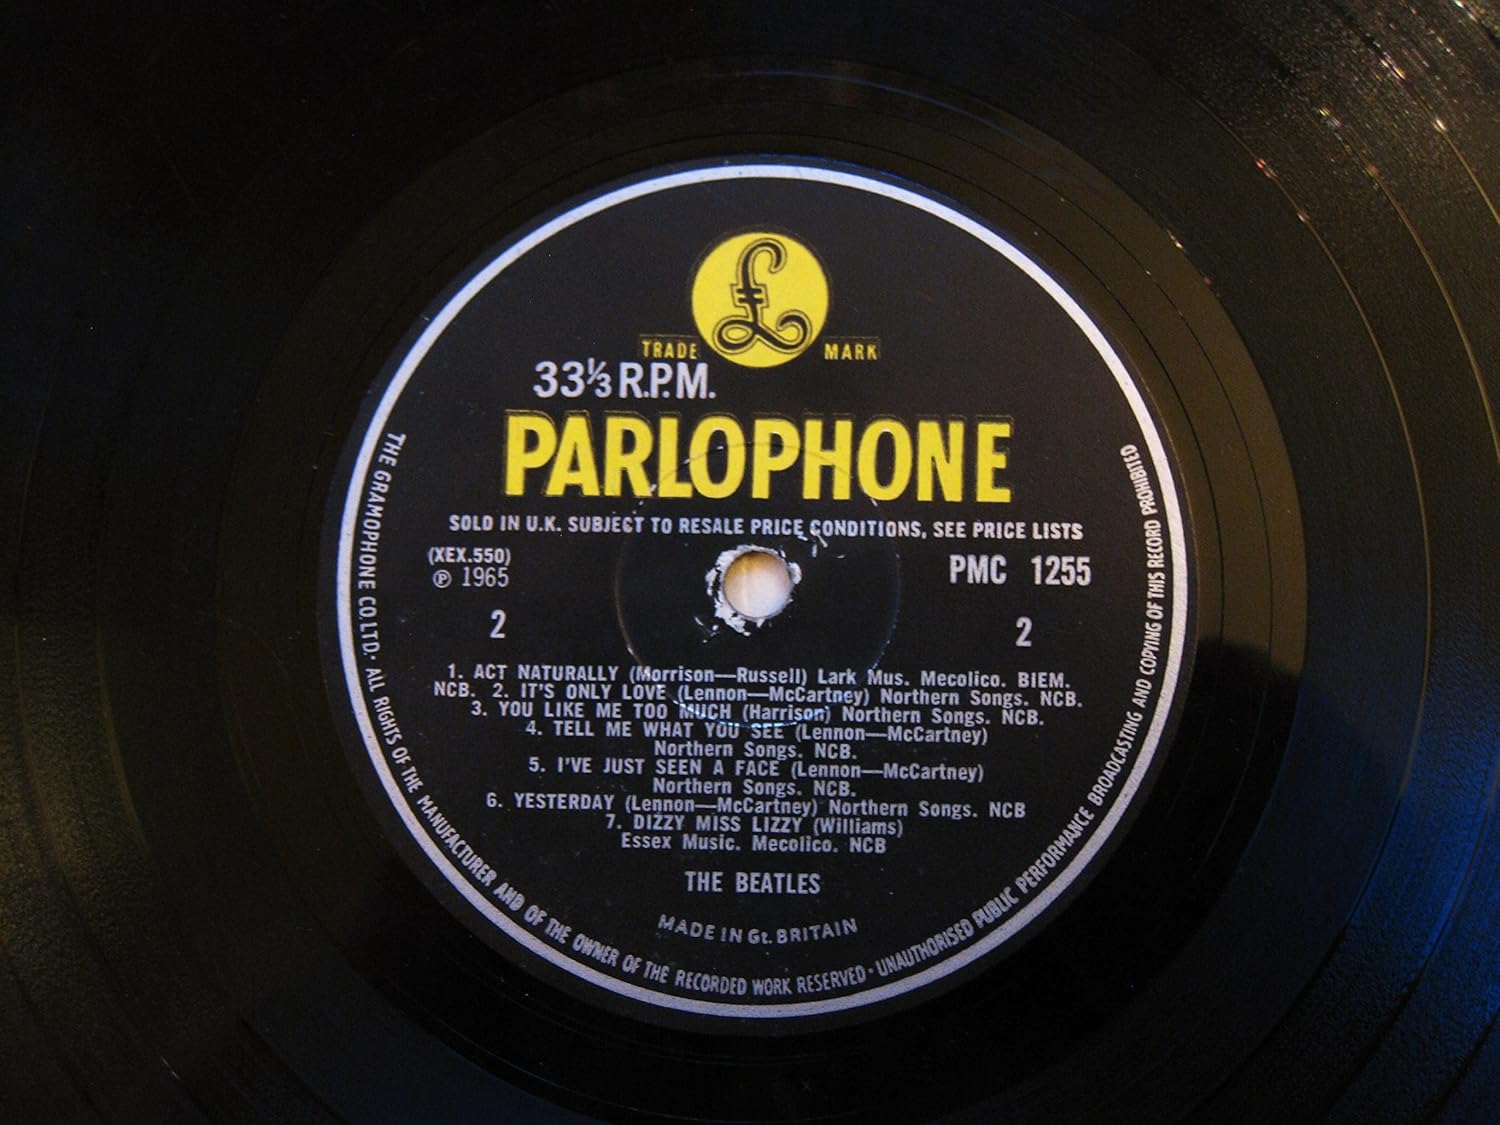 £
TRADE MARK
33⅓ R.P.M.
PARLOPHONE
SOLD IN U.K. SUBJECT TO RESALE PRICE CONDITIONS, SEE PRICE LISTS
(XEX.550)
℗ 1965
PMC 1255
2 2
1. ACT NATURALLY (Morrison—Russell) Lark Mus. Mecolico. BIEM.
NCB. 2. IT'S ONLY LOVE (Lennon—McCartney) Northern Songs. NCB.
3. YOU LIKE ME TOO MUCH (Harrison) Northern Songs. NCB.
4. TELL ME WHAT YOU SEE (Lennon—McCartney)
Northern Songs. NCB.
5. I'VE JUST SEEN A FACE (Lennon—McCartney)
Northern Songs. NCB.
6. YESTERDAY (Lennon—McCartney) Northern Songs. NCB
7. DIZZY MISS LIZZY (Williams)
Essex Music. Mecolico. NCB
THE BEATLES
MADE IN Gt. BRITAIN
THE GRAMOPHONE CO. LTD. · ALL RIGHTS OF THE MANUFACTURER AND OF THE OWNER OF THE RECORDED WORK RESERVED · UNAUTHORISED PUBLIC PERFORMANCE BROADCASTING AND COPYING OF THIS RECORD PROHIBITED